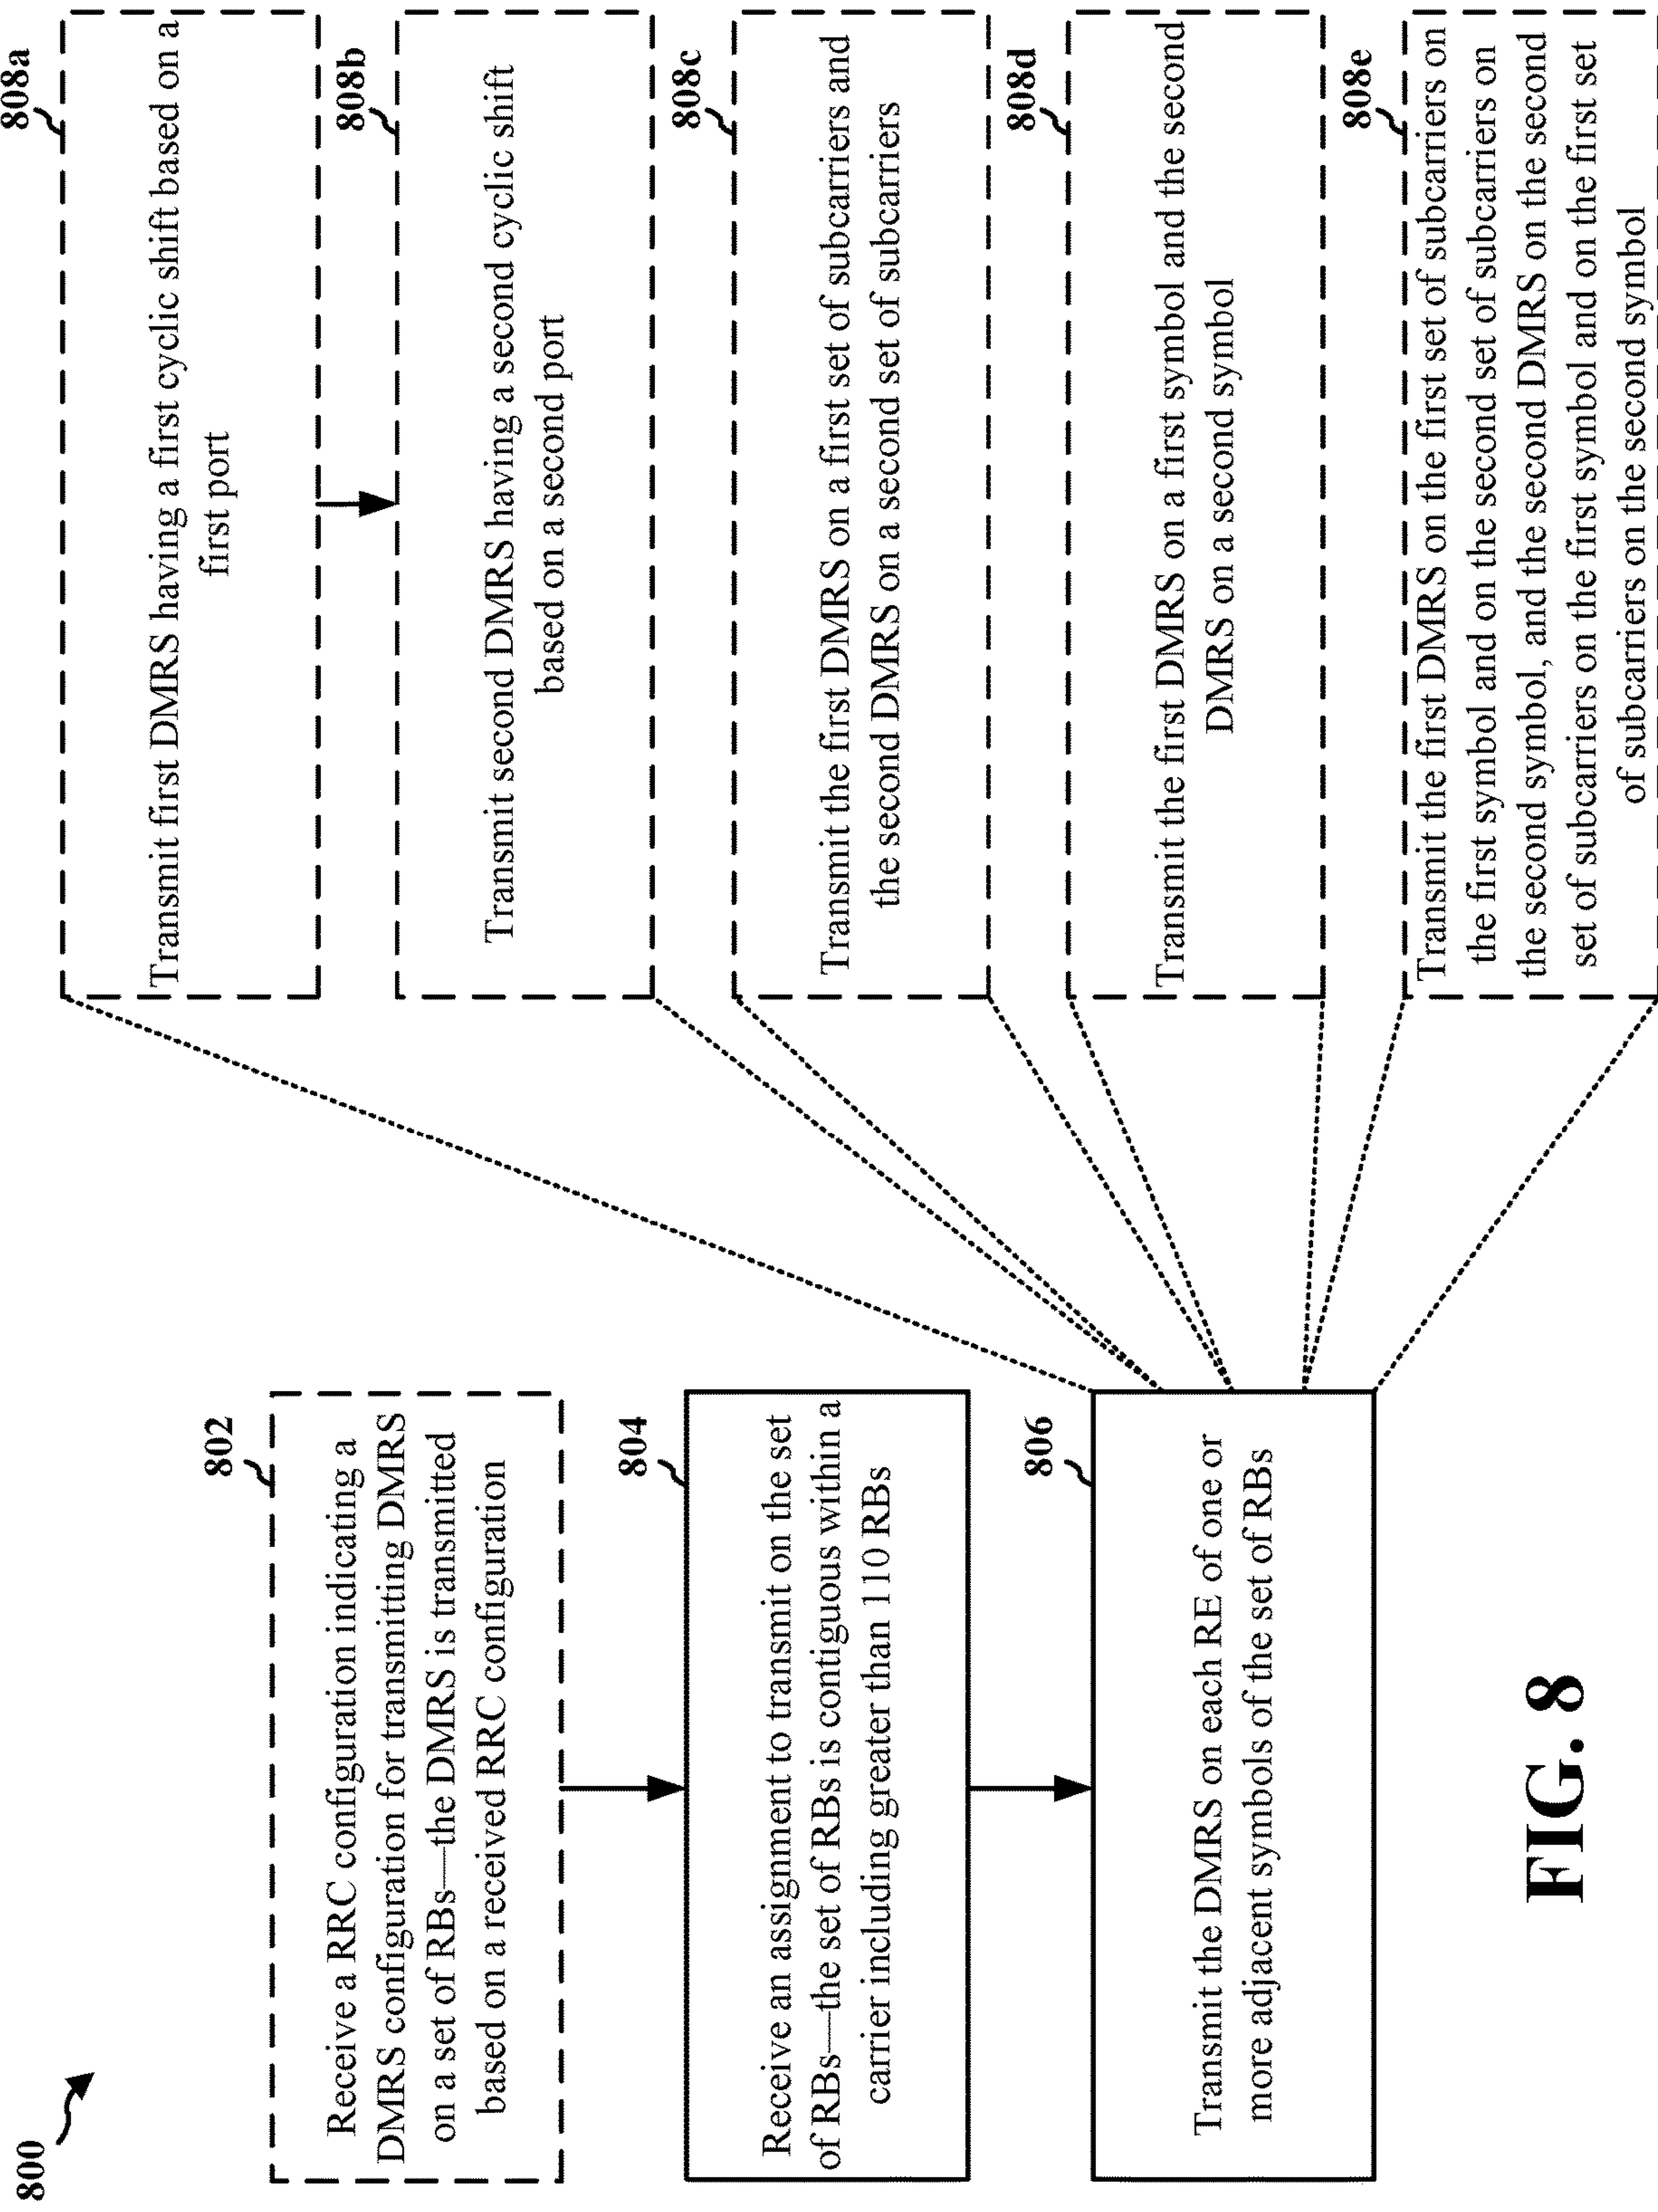 800
802
Receive a RRC configuration indicating a
DMRS configuration for transmitting DMRS
on a set of RBs—the DMRS is transmitted
based on a received RRC configuration
804
Receive an assignment to transmit on the set
of RBs—the set of RBs is contiguous within a
carrier including greater than 110 RBs
806
Transmit the DMRS on each RE of one or
more adjacent symbols of the set of RBs
808a
Transmit first DMRS having a first cyclic shift based on a
first port
808b
Transmit second DMRS having a second cyclic shift
based on a second port
808c
Transmit the first DMRS on a first set of subcarriers and
the second DMRS on a second set of subcarriers
808d
Transmit the first DMRS on a first symbol and the second
DMRS on a second symbol
808e
Transmit the first DMRS on the first set of subcarriers on
the first symbol and on the second set of subcarriers on
the second symbol, and the second DMRS on the second
set of subcarriers on the first symbol and on the first set
of subcarriers on the second symbol
FIG. 8